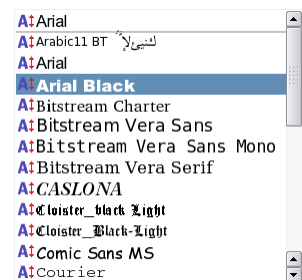 Arial
Arabic11 BT
Arial
Arial Black
Bitstream Charter
Bitstream Vera Sans
Bitstream Vera Sans Mono
Bitstream Vera Serif
CASLONA
Cloister_black Light
Cloister_Black-Light
Comic Sans MS
Courier